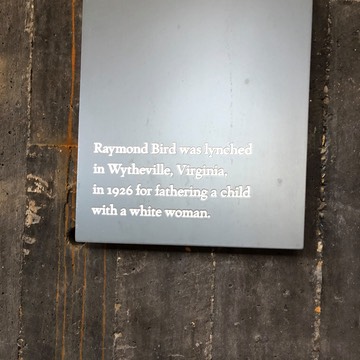 Raymond Bird was lynched
in Wytheville, Virginia.
in 1926 for fathering a child
with a white woman.